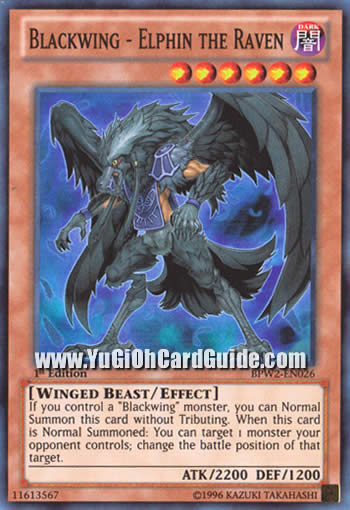 BLACKWING - ELPHIN THE RAVEN
DARK
闇
www.YuGiOhCardGuide.com
1st Edition
BPW2-EN026
[WINGED BEAST/EFFECT]
If you control a "Blackwing" monster, you can Normal
Summon this card without Tributing. When this card
is Normal Summoned: You can target 1 monster your
opponent controls; change the battle position of that
target.
ATK/2200 DEF/1200
11613567
©1996 KAZUKI TAKAHASHI